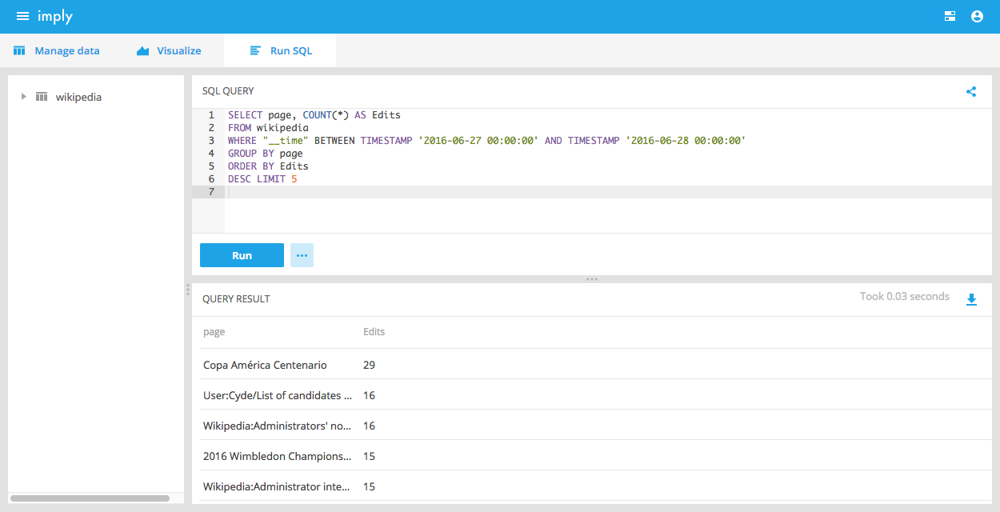 imply
Manage data
Visualize
Run SQL
wikipedia
SQL QUERY
1 SELECT page, COUNT(*) AS Edits
2 FROM wikipedia
3 WHERE "__time" BETWEEN TIMESTAMP '2016-06-27 00:00:00' AND TIMESTAMP '2016-06-28 00:00:00'
4 GROUP BY page
5 ORDER BY Edits
6 DESC LIMIT 5
7
Run
QUERY RESULT
Took 0.03 seconds
page Edits
Copa América Centenario 29
User:Cyde/List of candidates ... 16
Wikipedia:Administrators' no... 16
2016 Wimbledon Champions... 15
Wikipedia:Administrator inte... 15